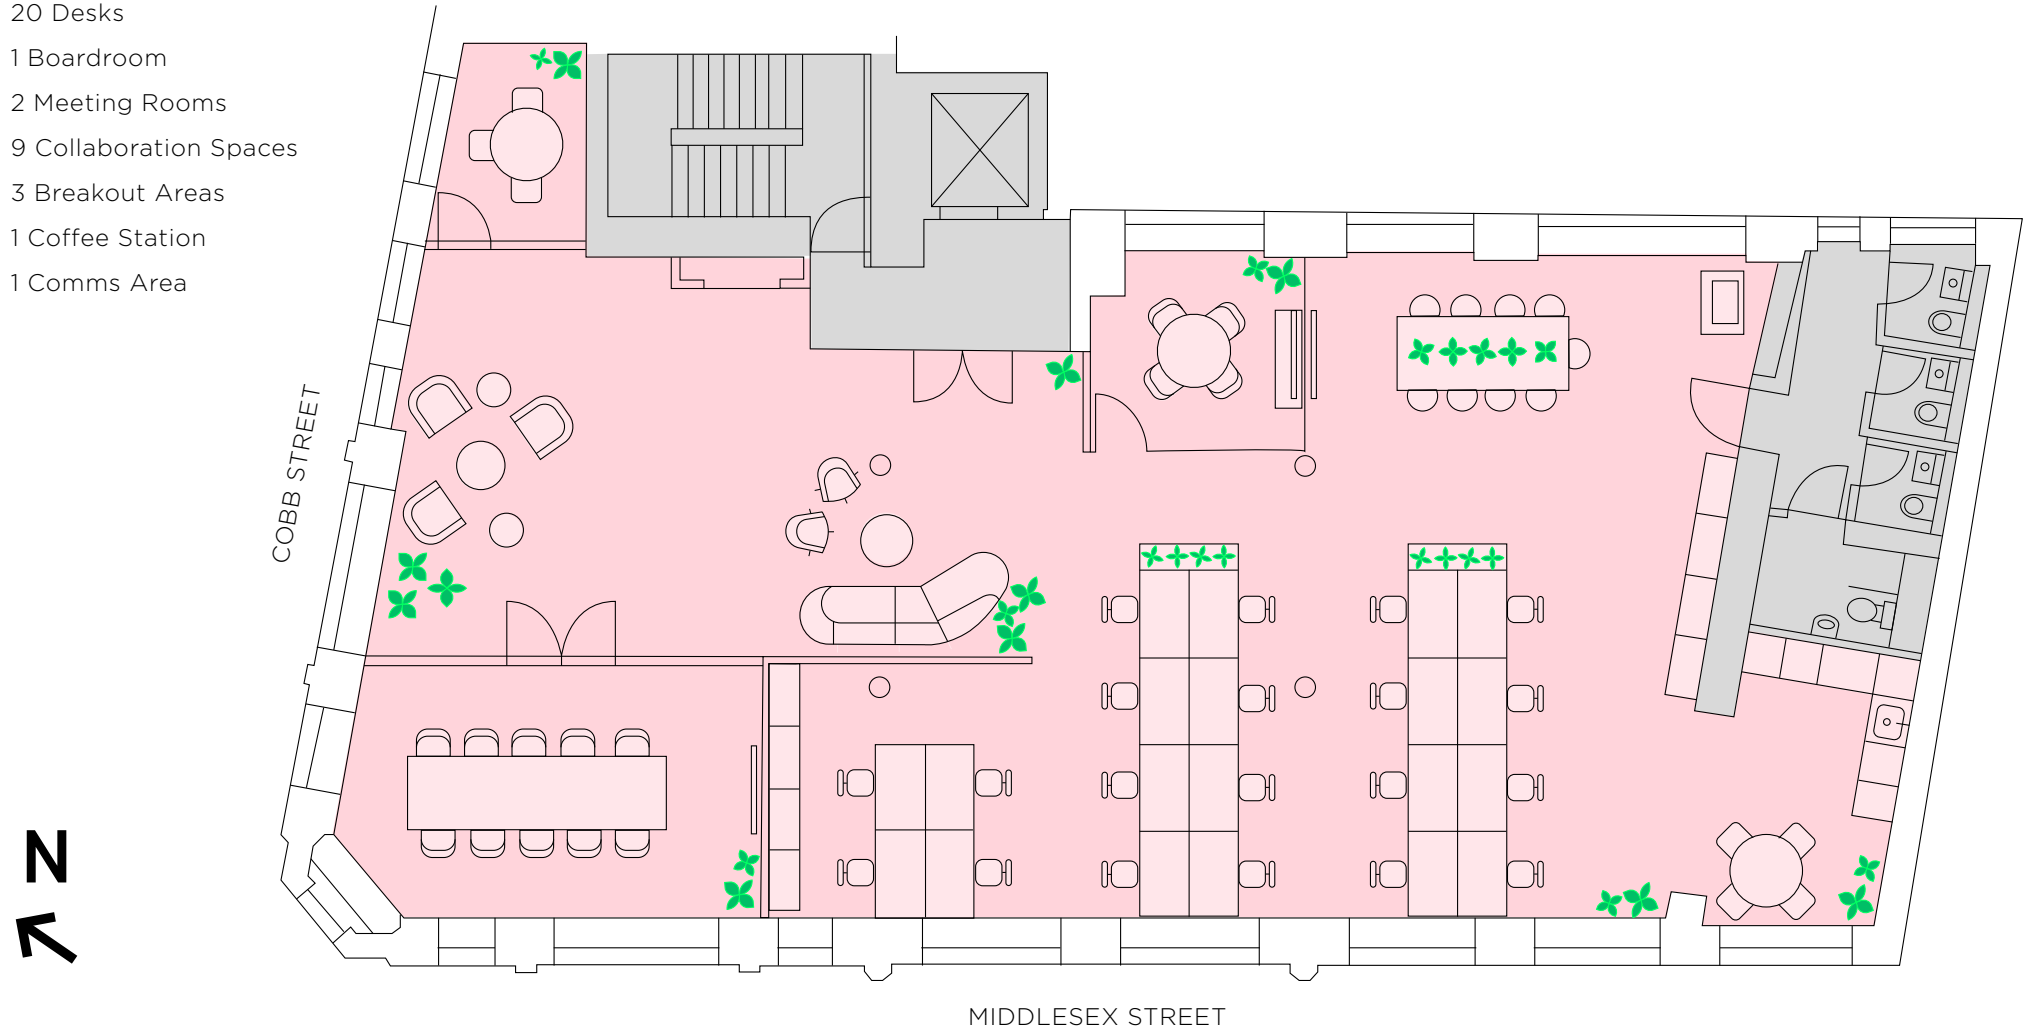 20 Desks
1 Boardroom
2 Meeting Rooms
9 Collaboration Spaces
3 Breakout Areas
1 Coffee Station
1 Comms Area
COBB STREET
N
MIDDLESEX STREET